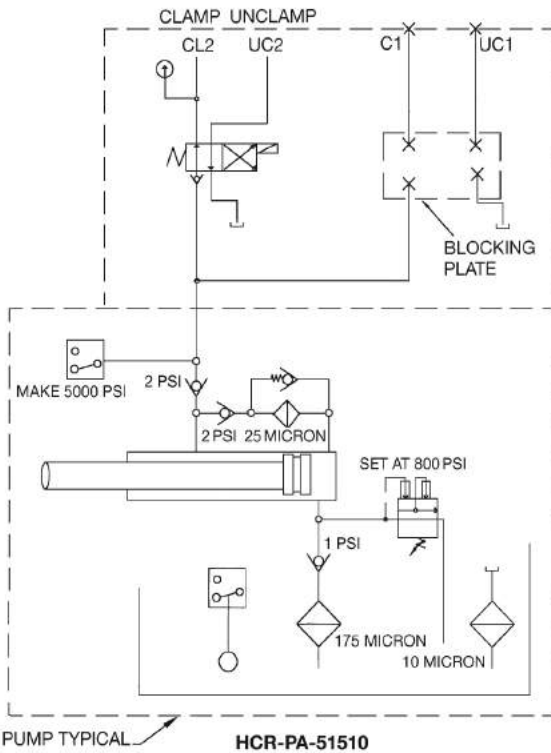 CLAMP UNCLAMP
CL2 UC2 C1 UC1
BLOCKING
PLATE
MAKE 5000 PSI
2 PSI
2 PSI 25 MICRON
SET AT 800 PSI
1 PSI
175 MICRON
10 MICRON
PUMP TYPICAL
HCR-PA-51510